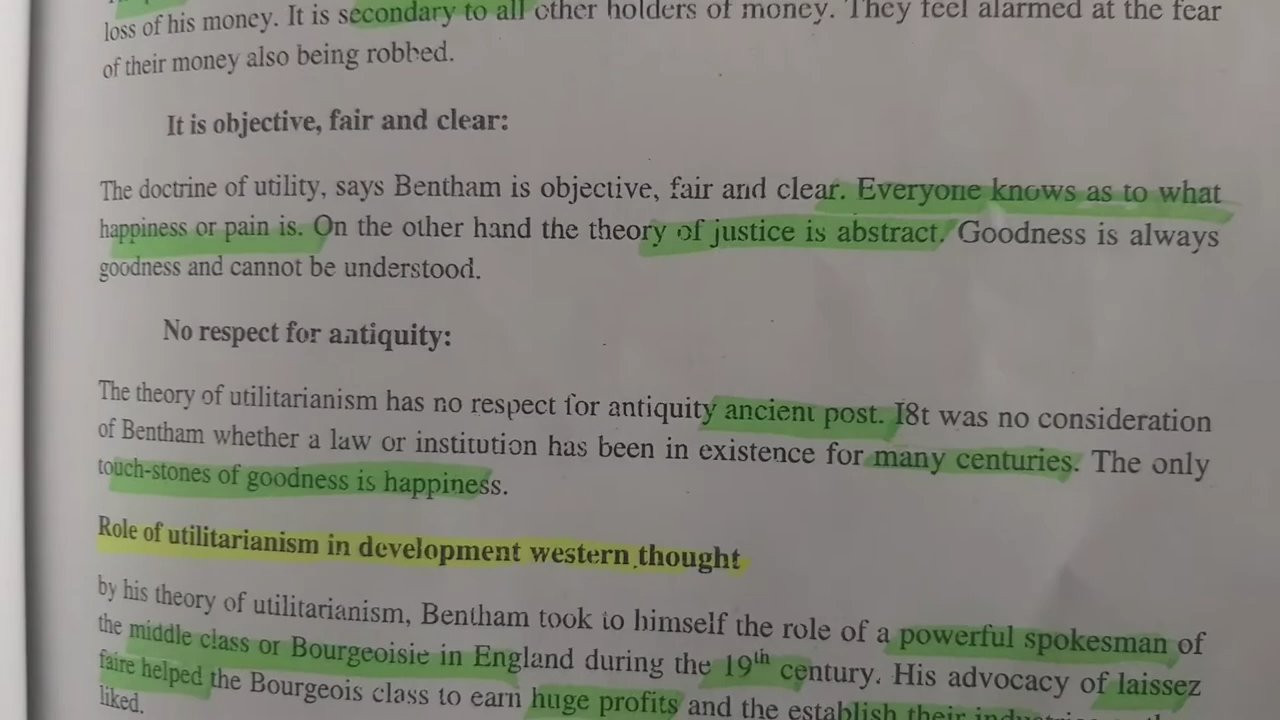 loss of his money. It is secondary to all other holders of money. They feel alarmed at the fear
of their money also being robbed.
It is objective, fair and clear:
The doctrine of utility, says Bentham is objective, fair and clear. Everyone knows as to what
happiness or pain is. On the other hand the theory of justice is abstract. Goodness is always
goodness and cannot be understood.
No respect for antiquity:
The theory of utilitarianism has no respect for antiquity ancient post. I8t was no consideration
of Bentham whether a law or institution has been in existence for many centuries. The only
touch-stones of goodness is happiness.
Role of utilitarianism in development western thought
by his theory of utilitarianism, Bentham took to himself the role of a powerful spokesman of
the middle class or Bourgeoisie in England during the 19th century. His advocacy of laissez
faire helped the Bourgeois class to earn huge profits and the establish their
liked.